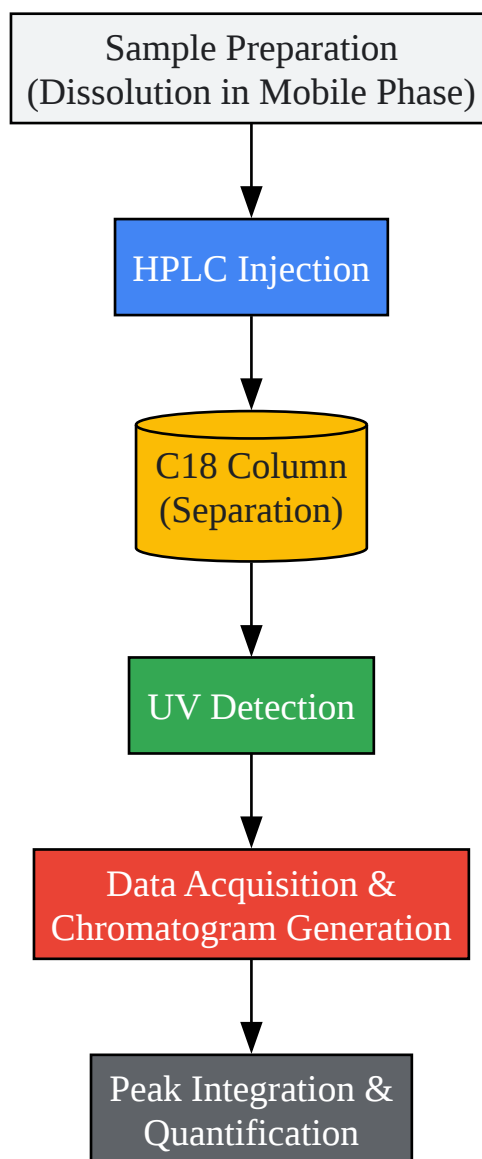 Sample Preparation
(Dissolution in Mobile Phase)
HPLC Injection
C18 Column
(Separation)
UV Detection
Data Acquisition &
Chromatogram Generation
Peak Integration &
Quantification